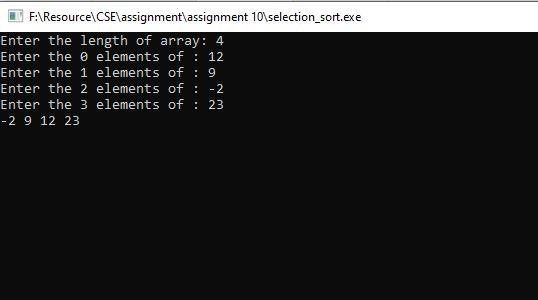 F:\Resource\CSE\assignment\assignment 10\selection_sort.exe
Enter the length of array: 4
Enter the 0 elements of : 12
Enter the 1 elements of : 9
Enter the 2 elements of : -2
Enter the 3 elements of : 23
-2 9 12 23